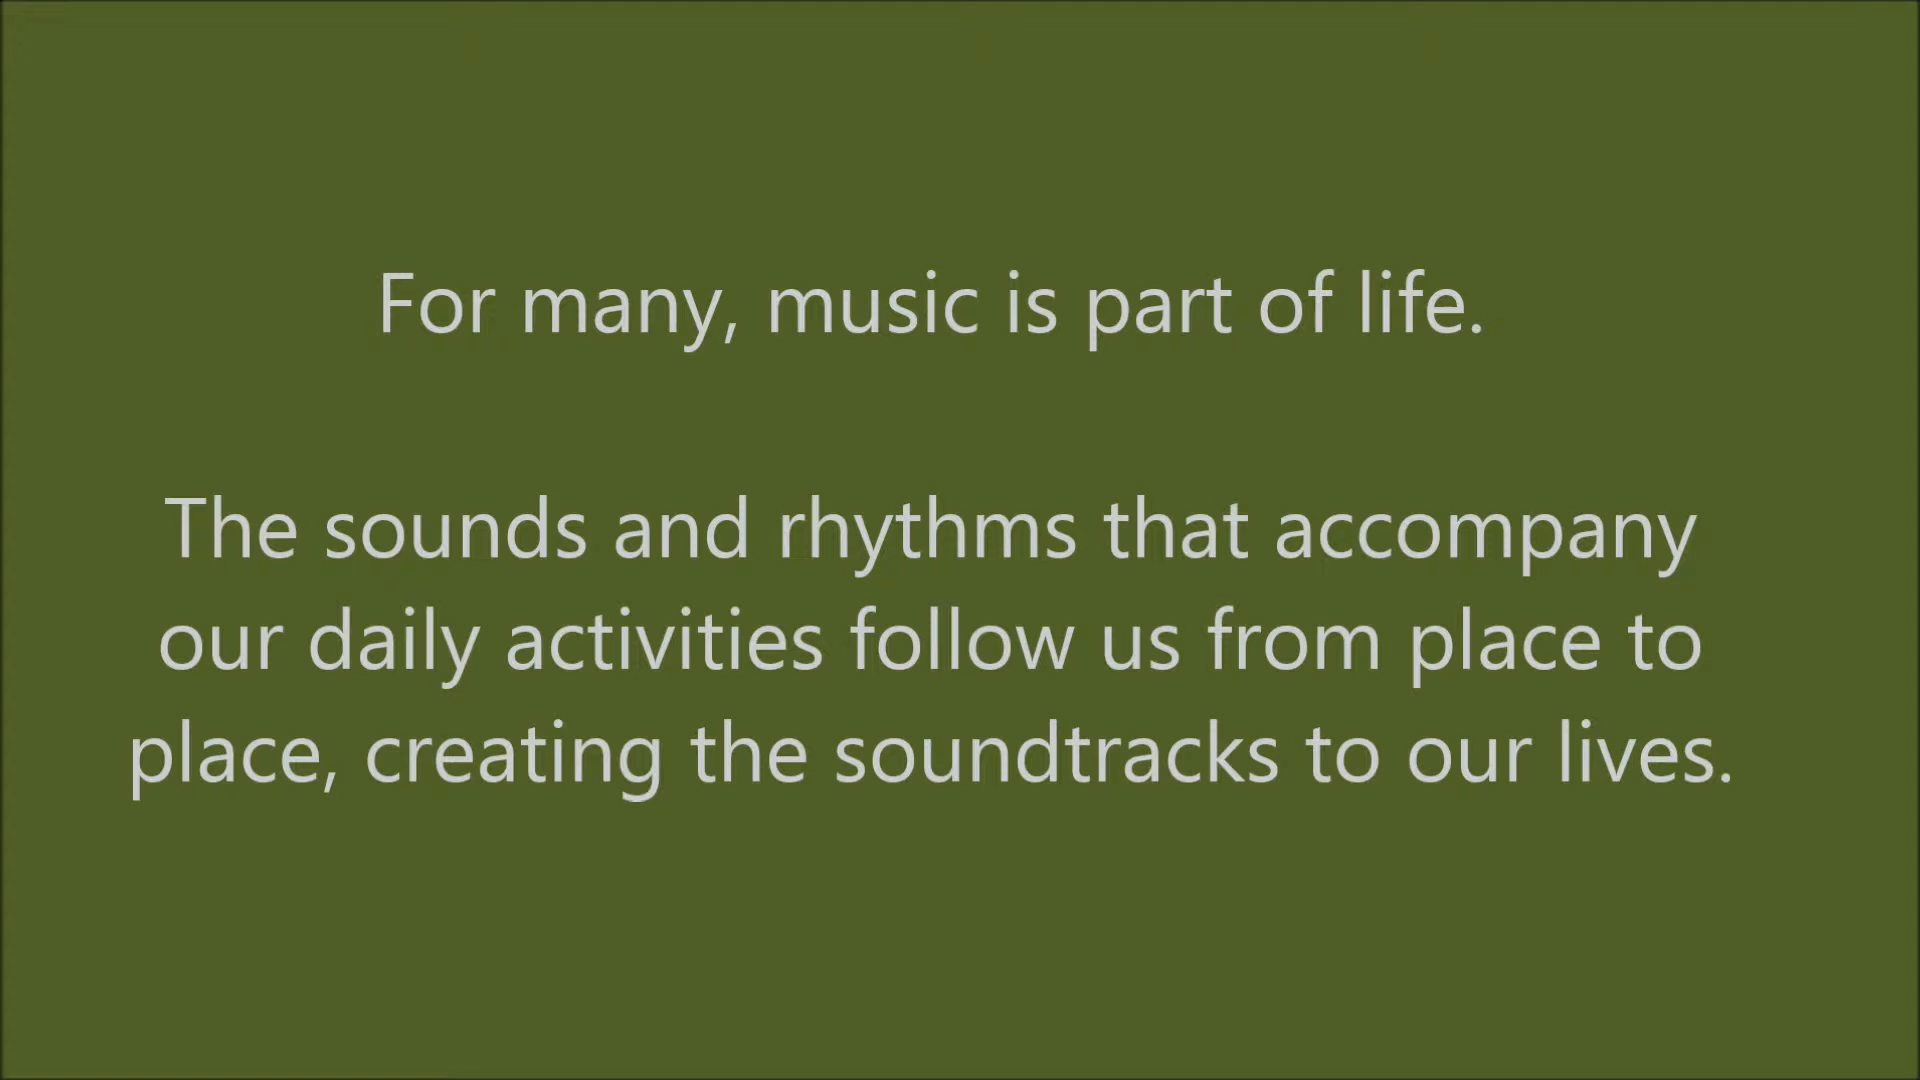 For many, music is part of life.
The sounds and rhythms that accompany
our daily activities follow us from place to
place, creating the soundtracks to our lives.